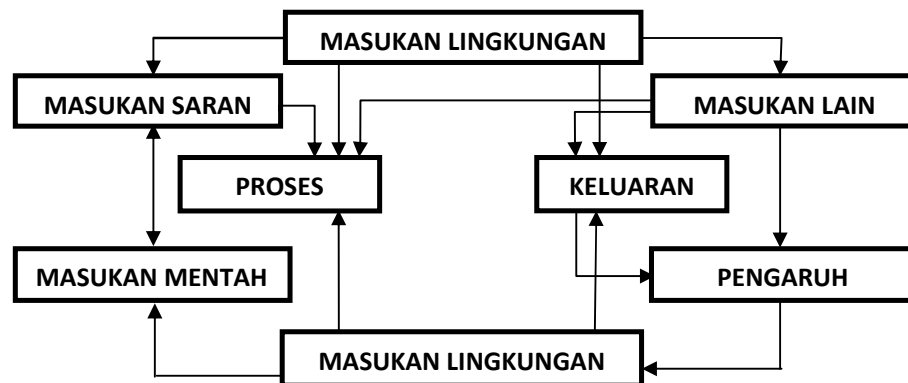 MASUKAN LINGKUNGAN
MASUKAN SARAN
MASUKAN LAIN
PROSES
KELUARAN
MASUKAN MENTAH
PENGARUH
MASUKAN LINGKUNGAN